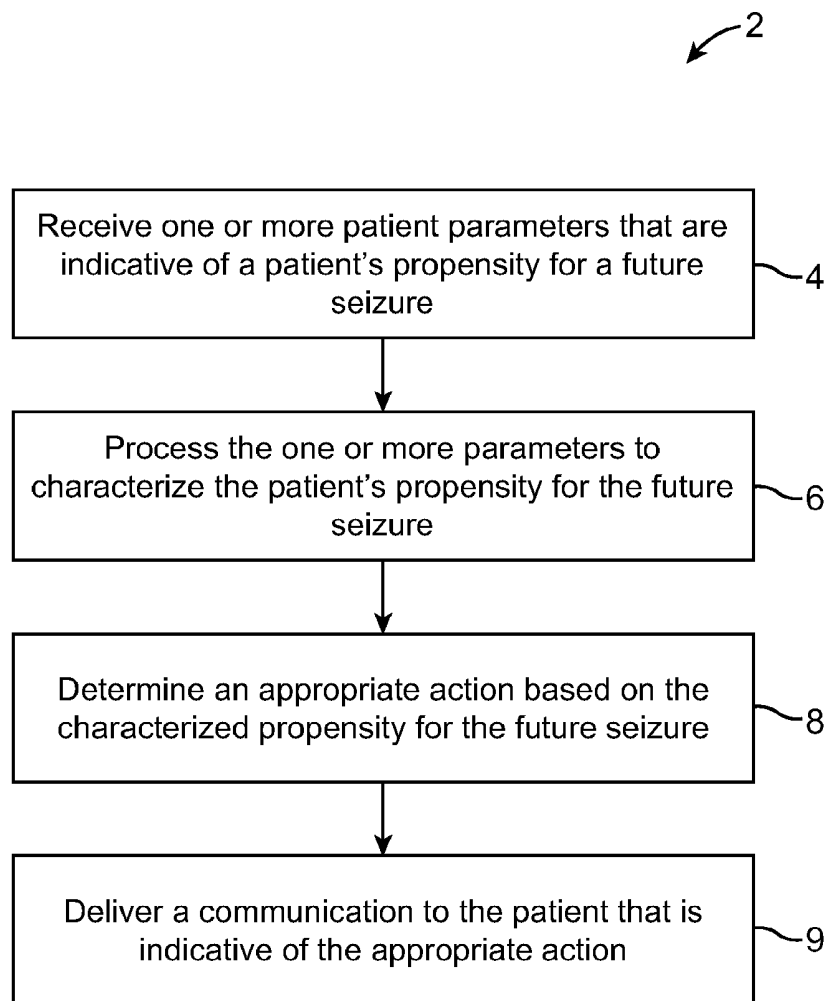 2
Receive one or more patient parameters that are
indicative of a patient's propensity for a future
seizure
4
Process the one or more parameters to
characterize the patient's propensity for the future
seizure
6
Determine an appropriate action based on the
characterized propensity for the future seizure
8
Deliver a communication to the patient that is
indicative of the appropriate action
9